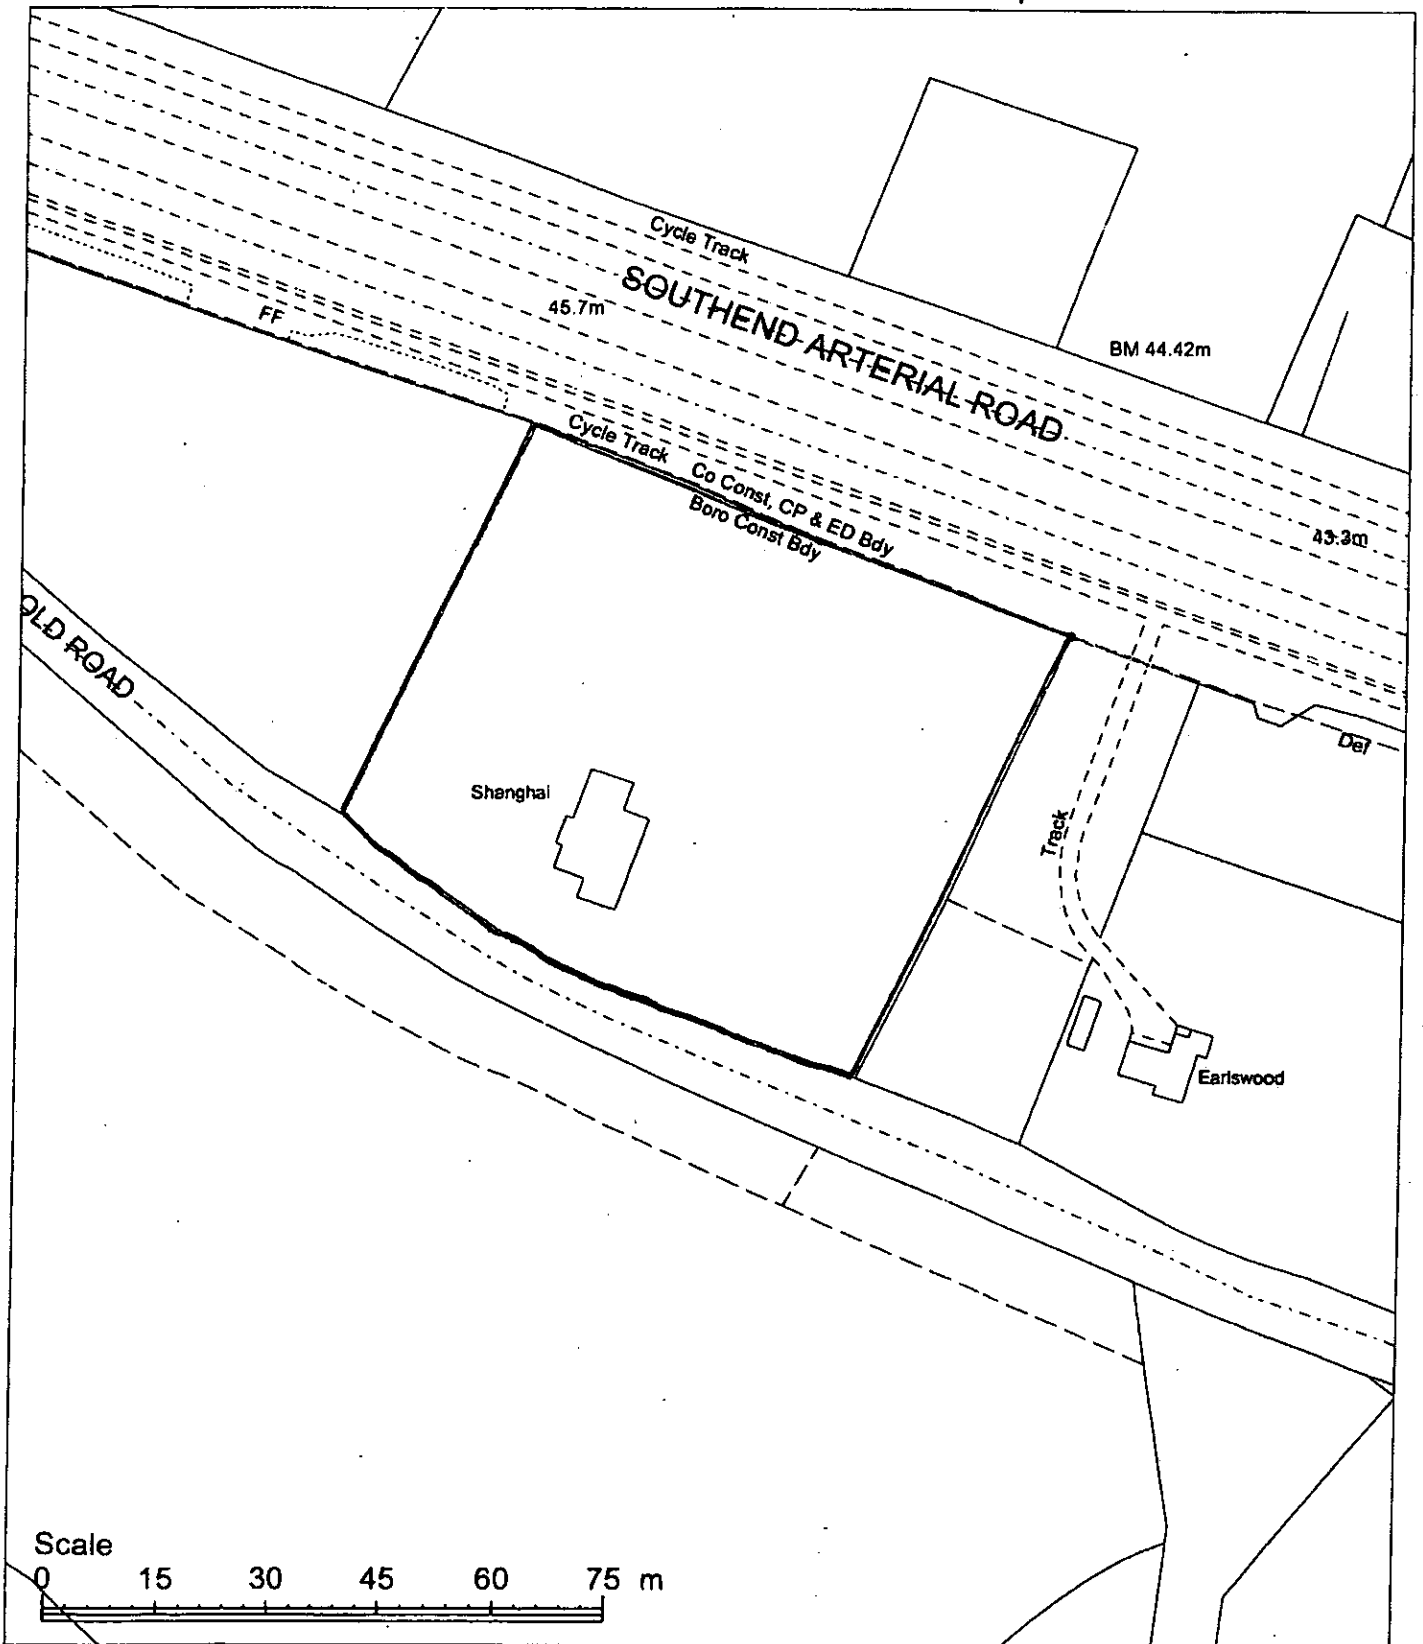 Cycle Track
SOUTHEND ARTERIAL ROAD
45.7m
FF
BM 44.42m
Cycle Track
Co Const, CP & ED Bdy
Boro Const Bdy
43.3m
OLD ROAD
Def
Shanghai
Track
Earlswood
Scale
0 15 30 45 60 75 m